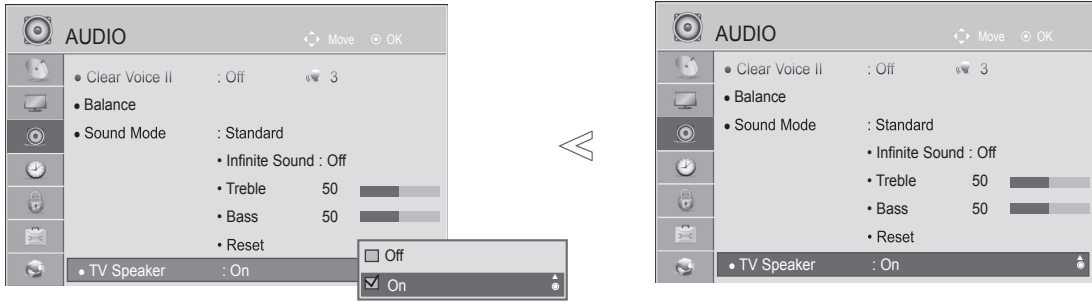 AUDIO Move OK
Clear Voice II : Off 3
• Balance
• Sound Mode : Standard
• Infinite Sound : Off
• Treble 50
• Bass 50
• Reset
• TV Speaker : On
Off
On
AUDIO Move OK
• Clear Voice II : Off 3
• Balance
• Sound Mode : Standard
• Infinite Sound : Off
• Treble 50
• Bass 50
• Reset
• TV Speaker : On